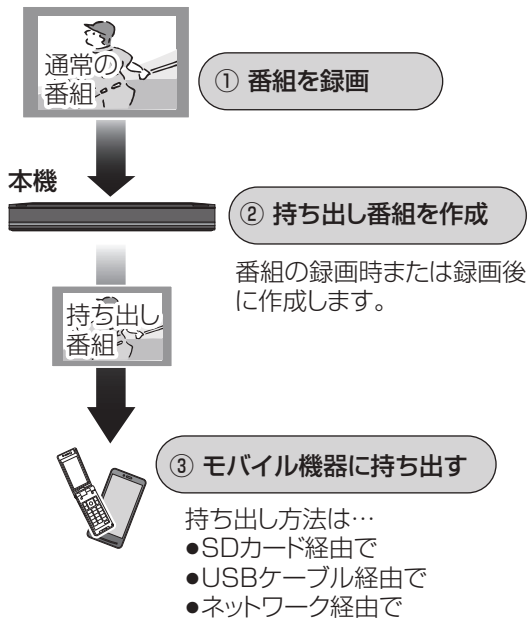 通常の
番組
① 番組を録画
本機
② 持ち出し番組を作成
番組の録画時または録画後
に作成します。
持ち出し
番組
③ モバイル機器に持ち出す
持ち出し方法は…
●SDカード経由で
●USBケーブル経由で
●ネットワーク経由で